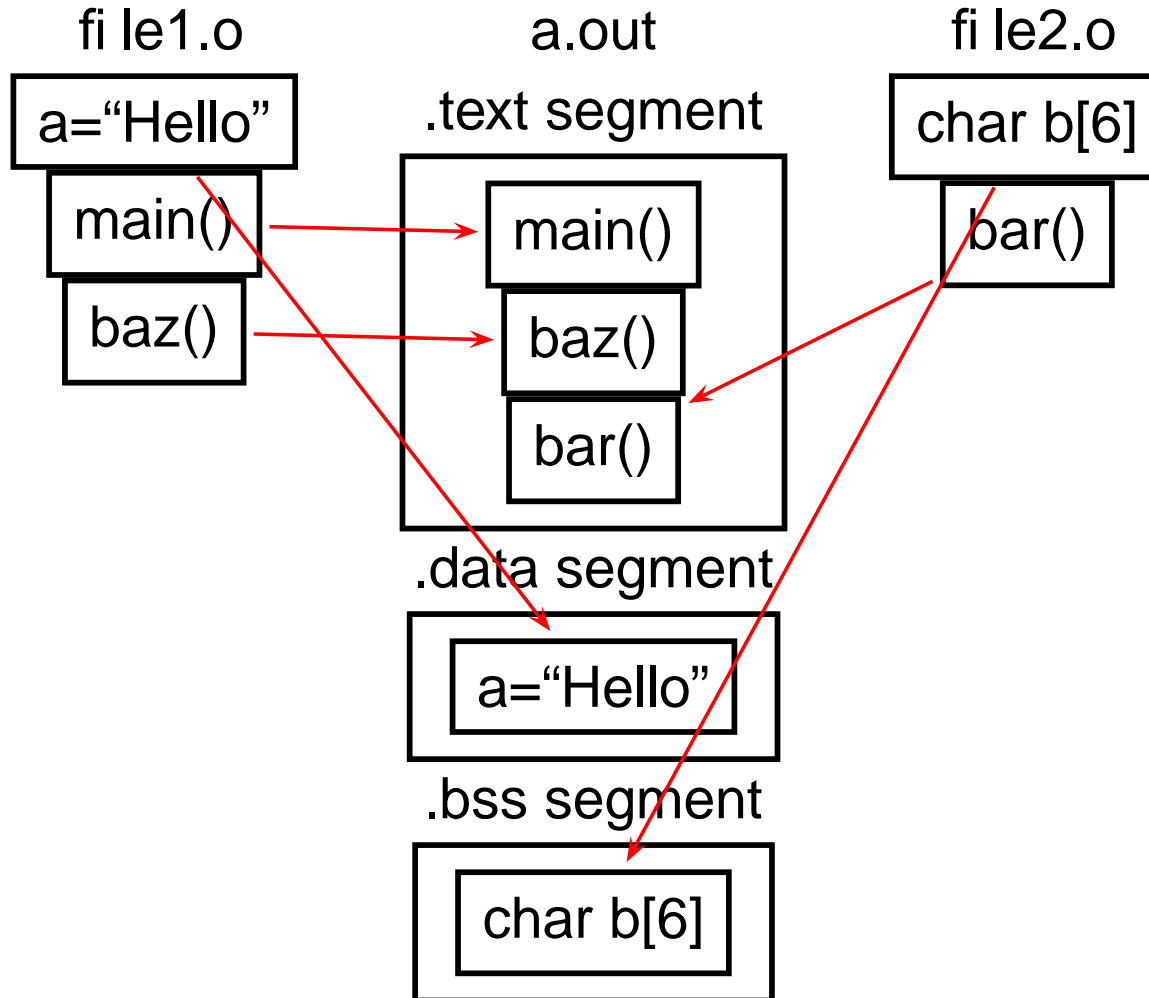 fi le1.o
a=“Hello”
main()
baz()
a.out
.text segment
main()
baz()
bar()
.data segment
a=“Hello”
.bss segment
char b[6]
fi le2.o
char b[6]
bar()